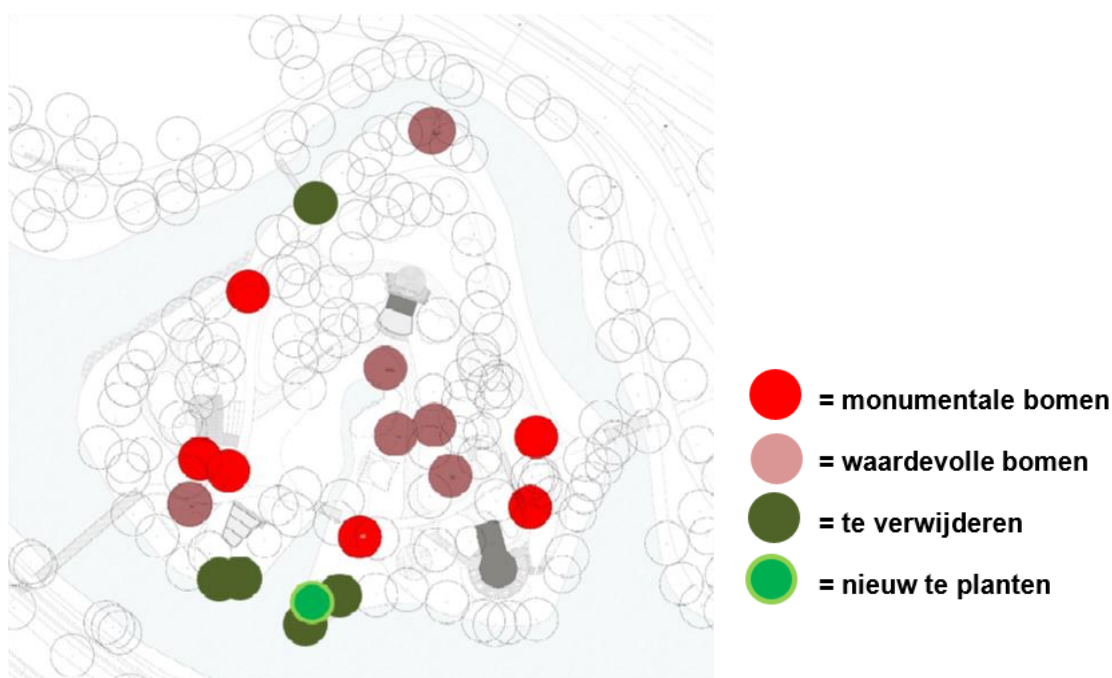 = monumentale bomen
= waardevolle bomen
= te verwijderen
= nieuw te planten